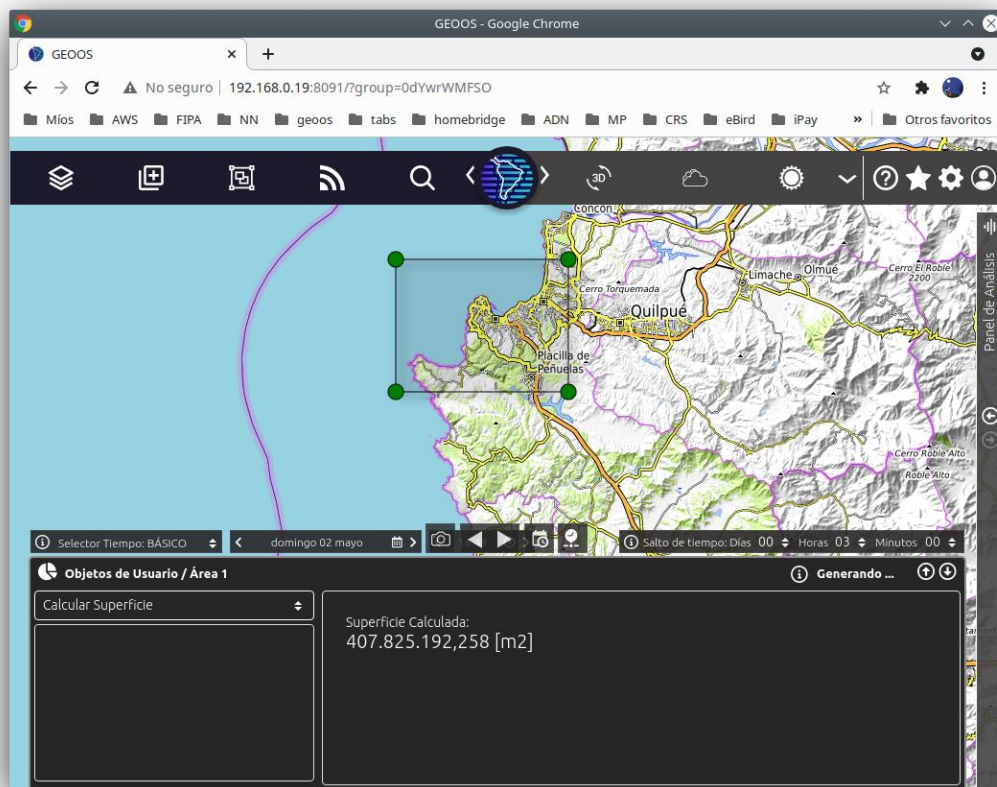 GEOOS - Google Chrome
GEOOS
No seguro | 192.168.0.19:8091/?group=0dYwrWMFSO
Míos AWS FIPA NN geoos tabs homebridge ADN MP CRS eBird iPay » Otros favoritos
3D
Concón
Limache Olmué
Cerro El Roble
2200
Cerro Torquemada
Quilpué
Placilla de
Peñuelas
Panel de Análisis
Cerro Roble Alto
Roble Alto
Selector Tiempo: BÁSICO
domingo 02 mayo
Salto de tiempo: Días 00 Horas 03 Minutos 00
Objetos de Usuario / Área 1
Generando ...
Calcular Superficie
Superficie Calculada:
407.825.192,258 [m2]